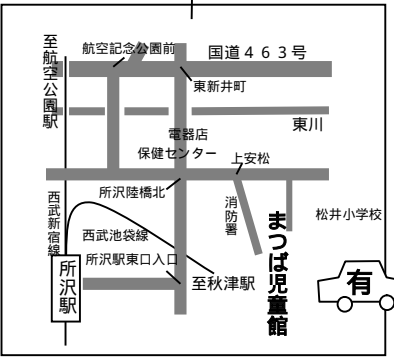 至航空公園駅
航空記念公園前
国道４６３号
東新井町
東川
電器店
保健センター
上安松
所沢陸橋北
消防署
まつば児童館
松井小学校
西武新宿線
西武池袋線
所沢駅東口入口
至秋津駅
所沢駅
有